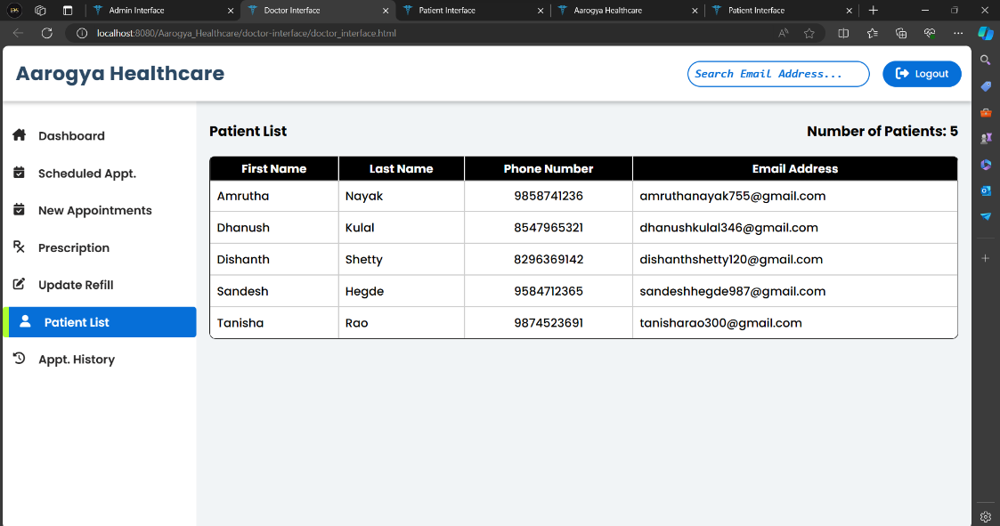 Admin Interface
Doctor Interface
Patient Interface
Aarogya Healthcare
Patient Interface
localhost:8080/Aarogya_Healthcare/doctor-interface/doctor_interface.html
Aarogya Healthcare
Search Email Address...
Logout
Dashboard
Scheduled Appt.
New Appointments
Prescription
Update Refill
Patient List
Appt. History
Patient List
Number of Patients: 5
First Name Last Name Phone Number Email Address
Amrutha Nayak 9858741236 amruthanayak755@gmail.com
Dhanush Kulal 8547965321 dhanushkulal346@gmail.com
Dishanth Shetty 8296369142 dishanthshetty120@gmail.com
Sandesh Hegde 9584712365 sandeshhegde987@gmail.com
Tanisha Rao 9874523691 tanisharao300@gmail.com